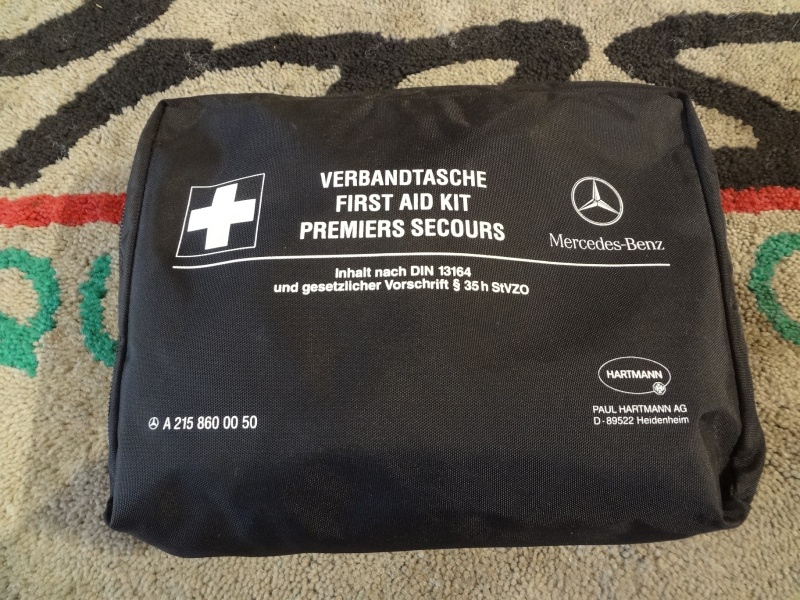 VERBANDTASCHE
FIRST AID KIT
PREMIERS SECOURS
Mercedes-Benz
Inhalt nach DIN 13164
und gesetzlicher Vorschrift § 35h StVZO
HARTMANN
PAUL HARTMANN AG
D-89522 Heidenheim
A 215 860 00 50